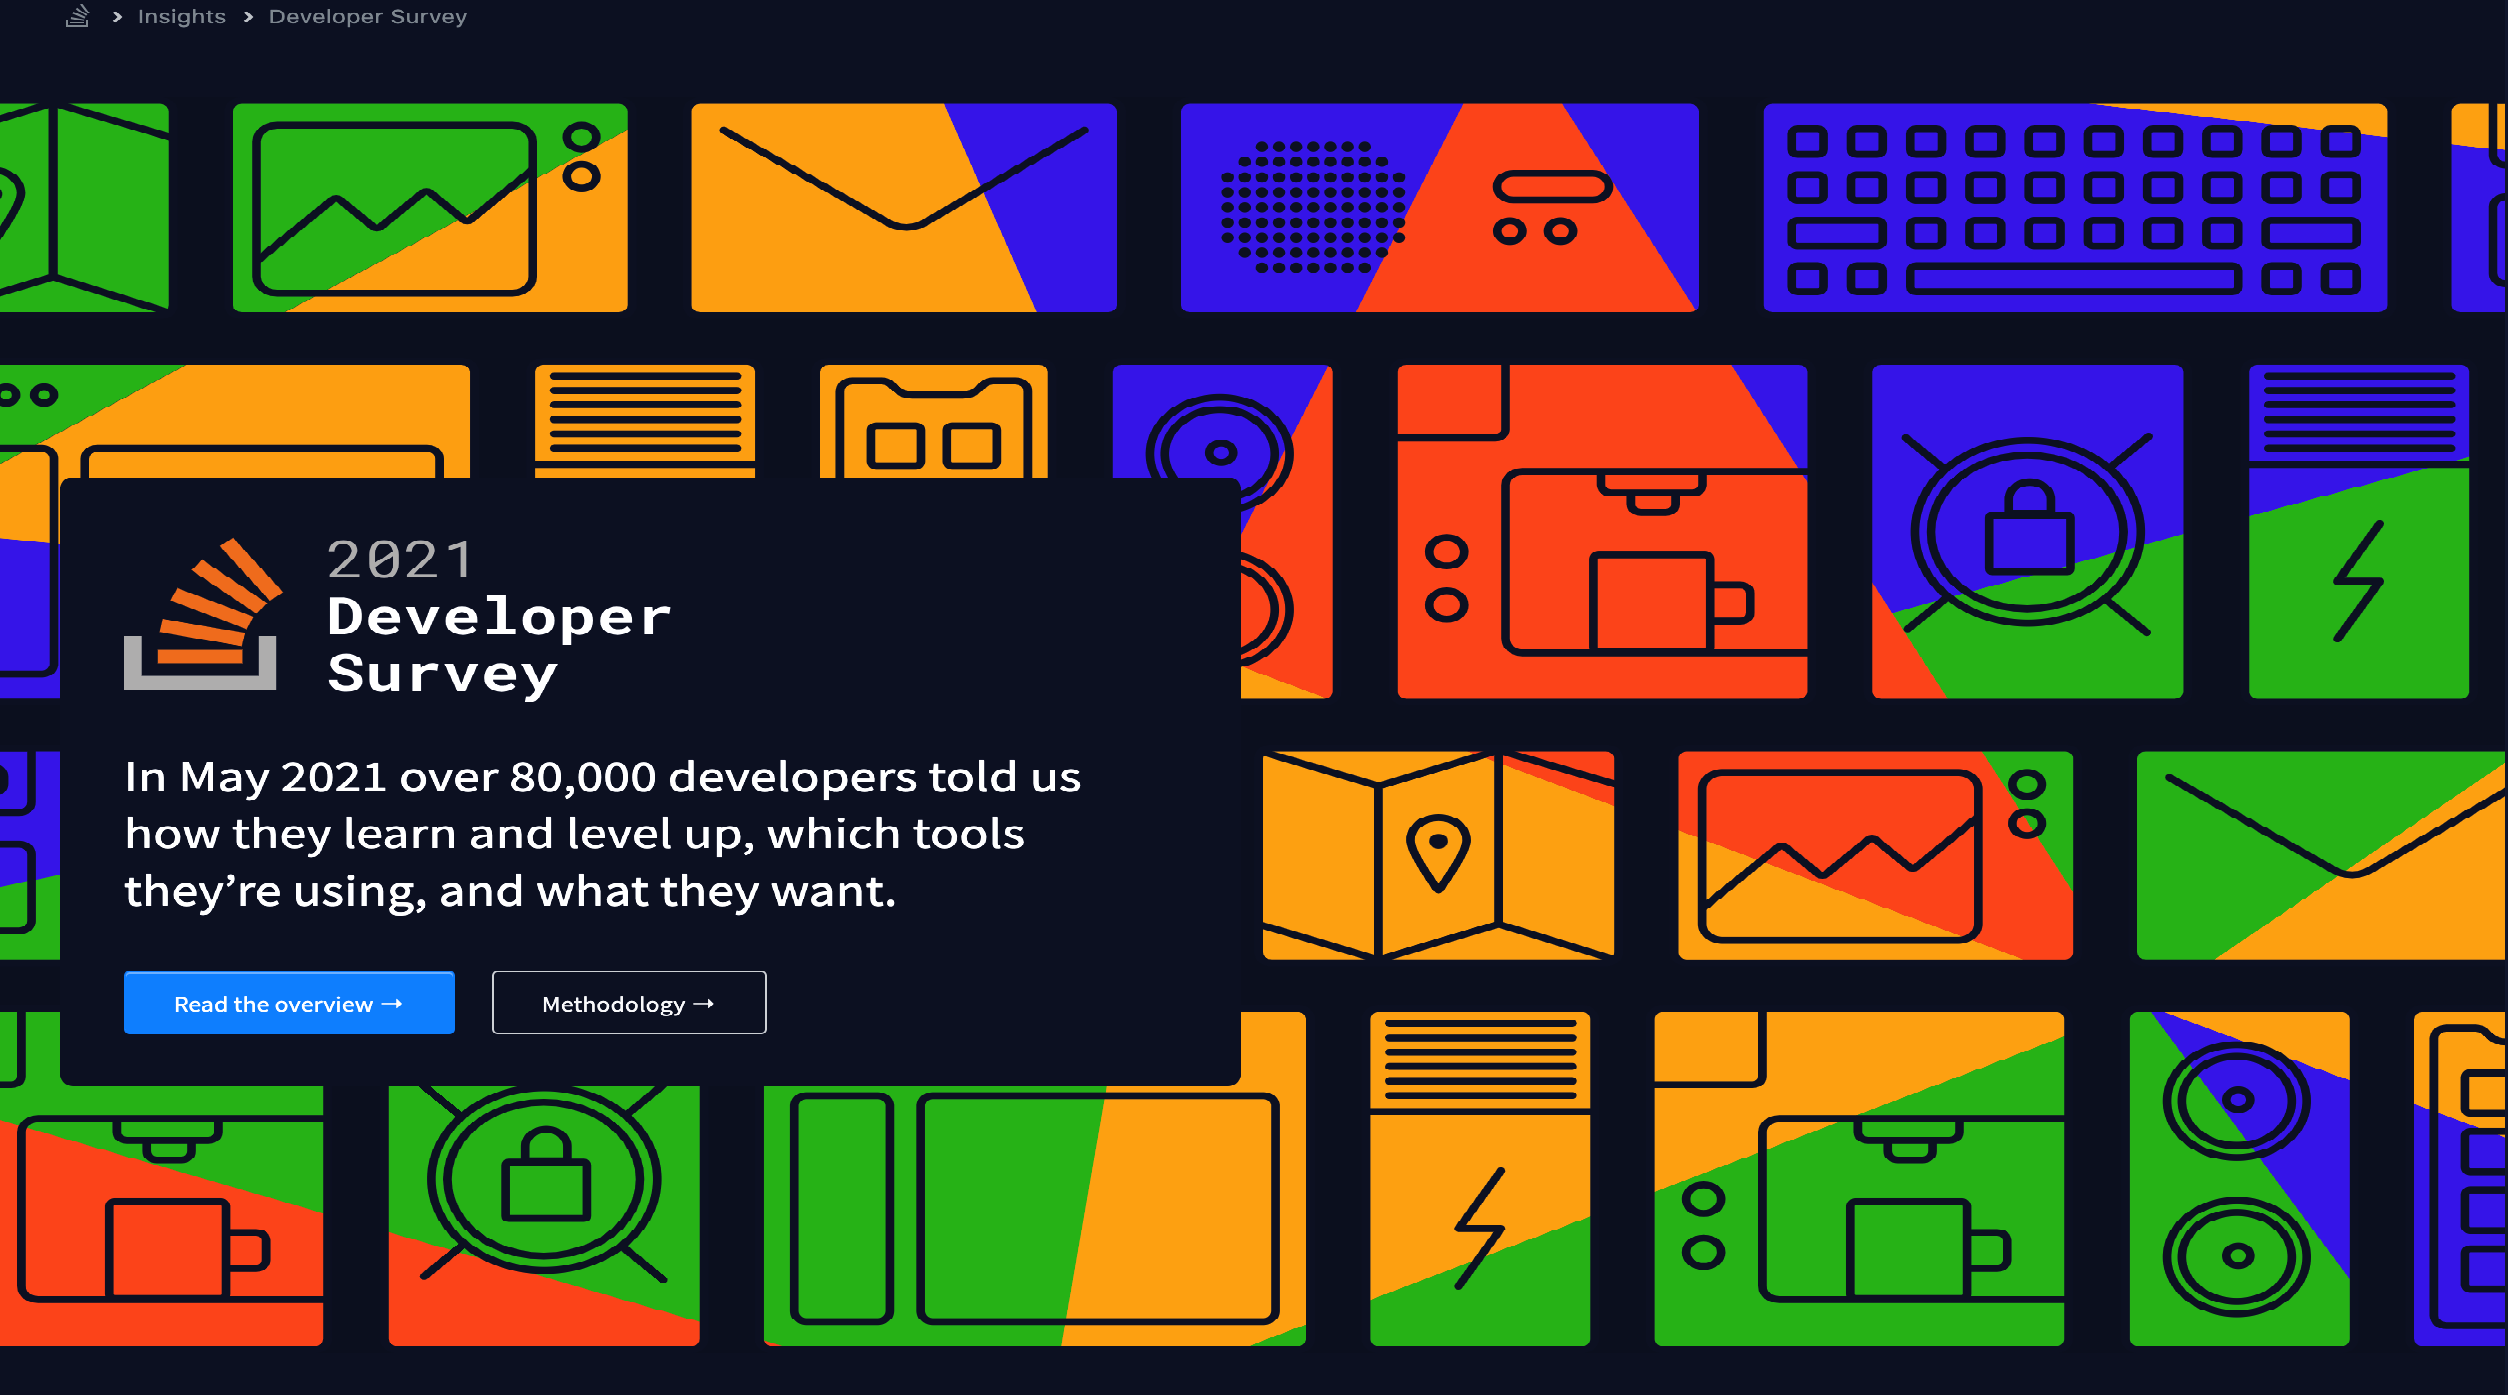 Insights > Developer Survey
2021
Developer
Survey
In May 2021 over 80,000 developers told us
how they learn and level up, which tools
they’re using, and what they want.
Read the overview → Methodology →